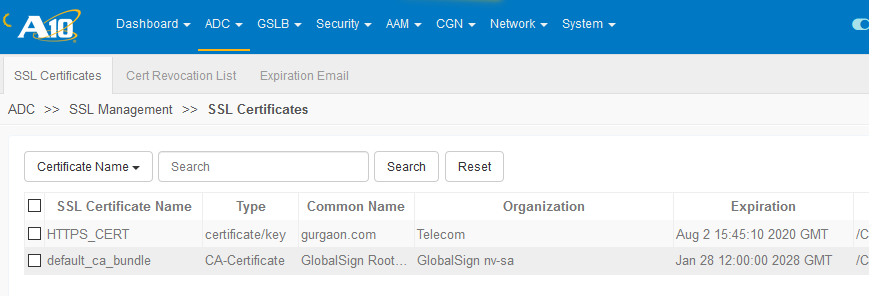 A10 Dashboard ADC GSLB Security AAM CGN Network System
SSL Certificates Cert Revocation List Expiration Email
ADC >> SSL Management >> SSL Certificates
Certificate Name Search Search Reset
SSL Certificate Name Type Common Name Organization Expiration
HTTPS_CERT certificate/key gurgaon.com Telecom Aug 2 15:45:10 2020 GMT /C
default_ca_bundle CA-Certificate GlobalSign Root... GlobalSign nv-sa Jan 28 12:00:00 2028 GMT /C